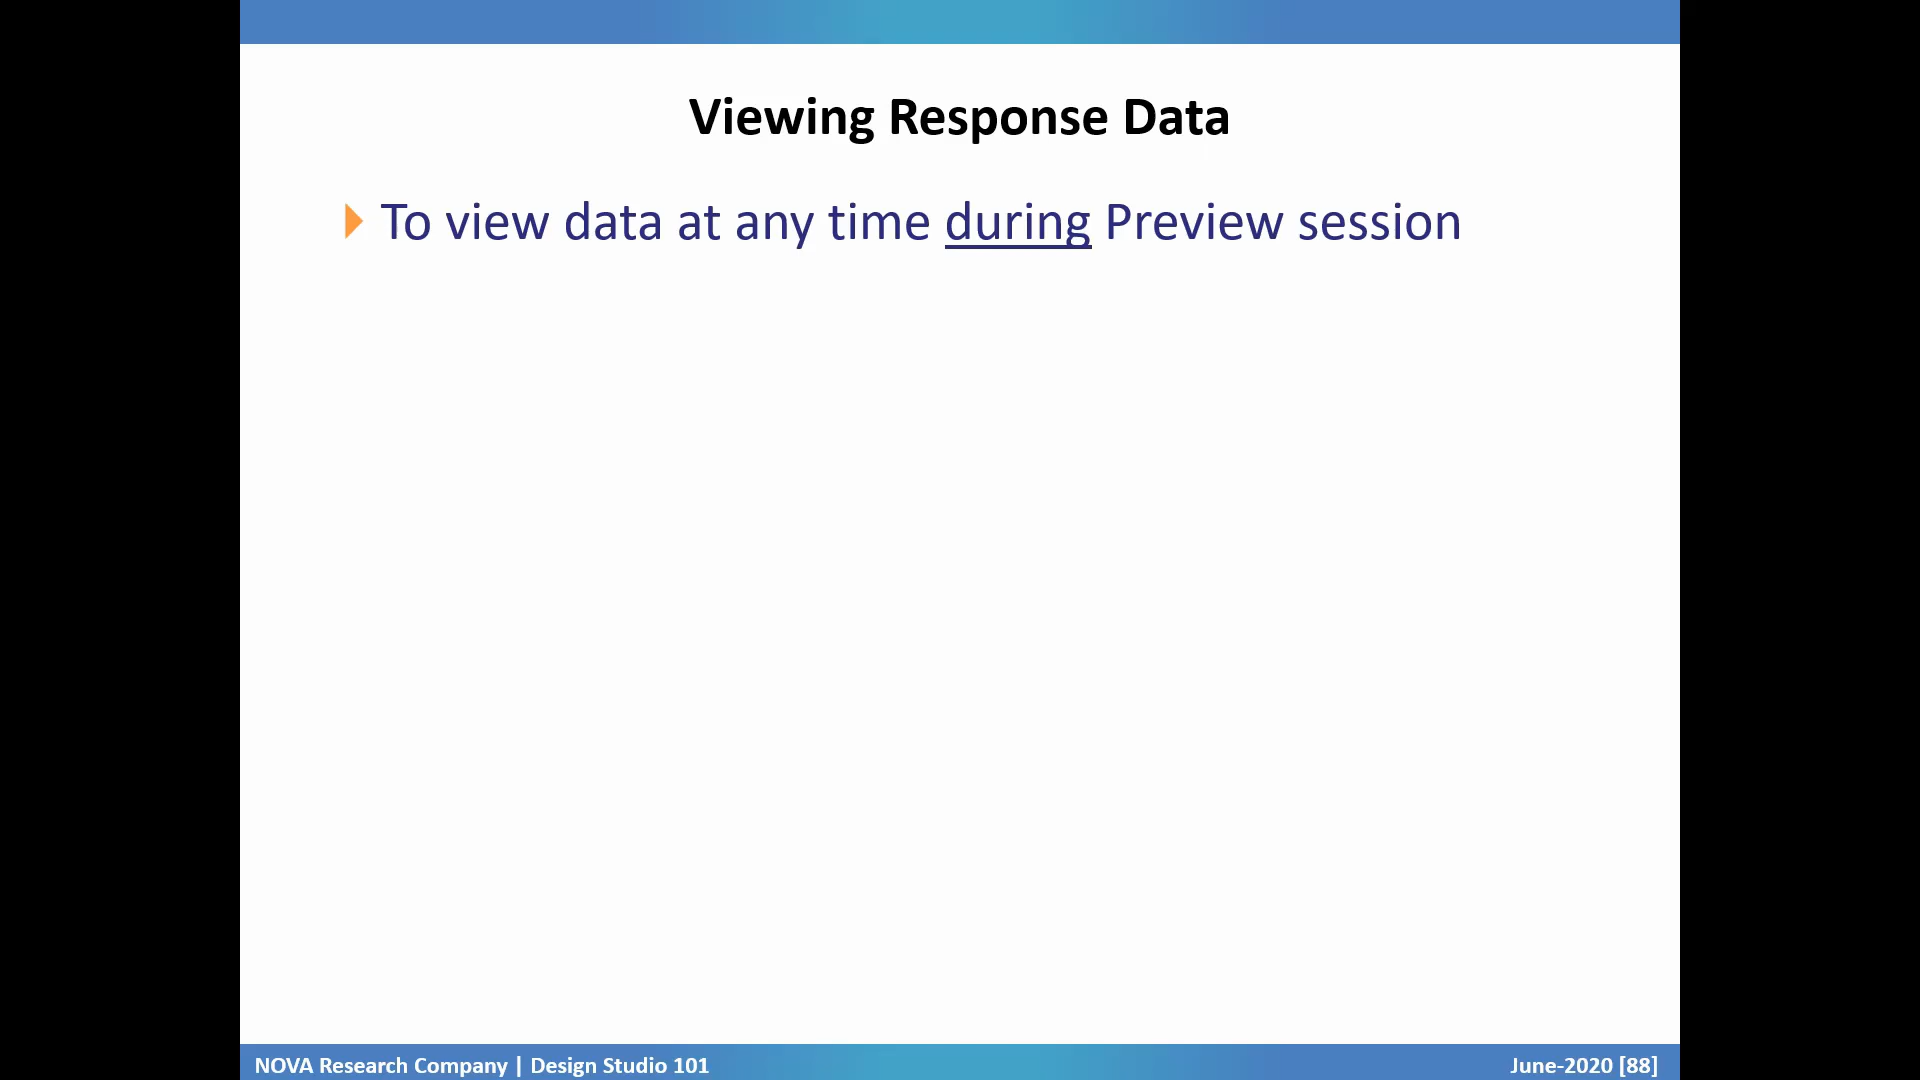 Viewing Response Data
To view data at any time during Preview session
NOVA Research Company | Design Studio 101
June-2020 [88]